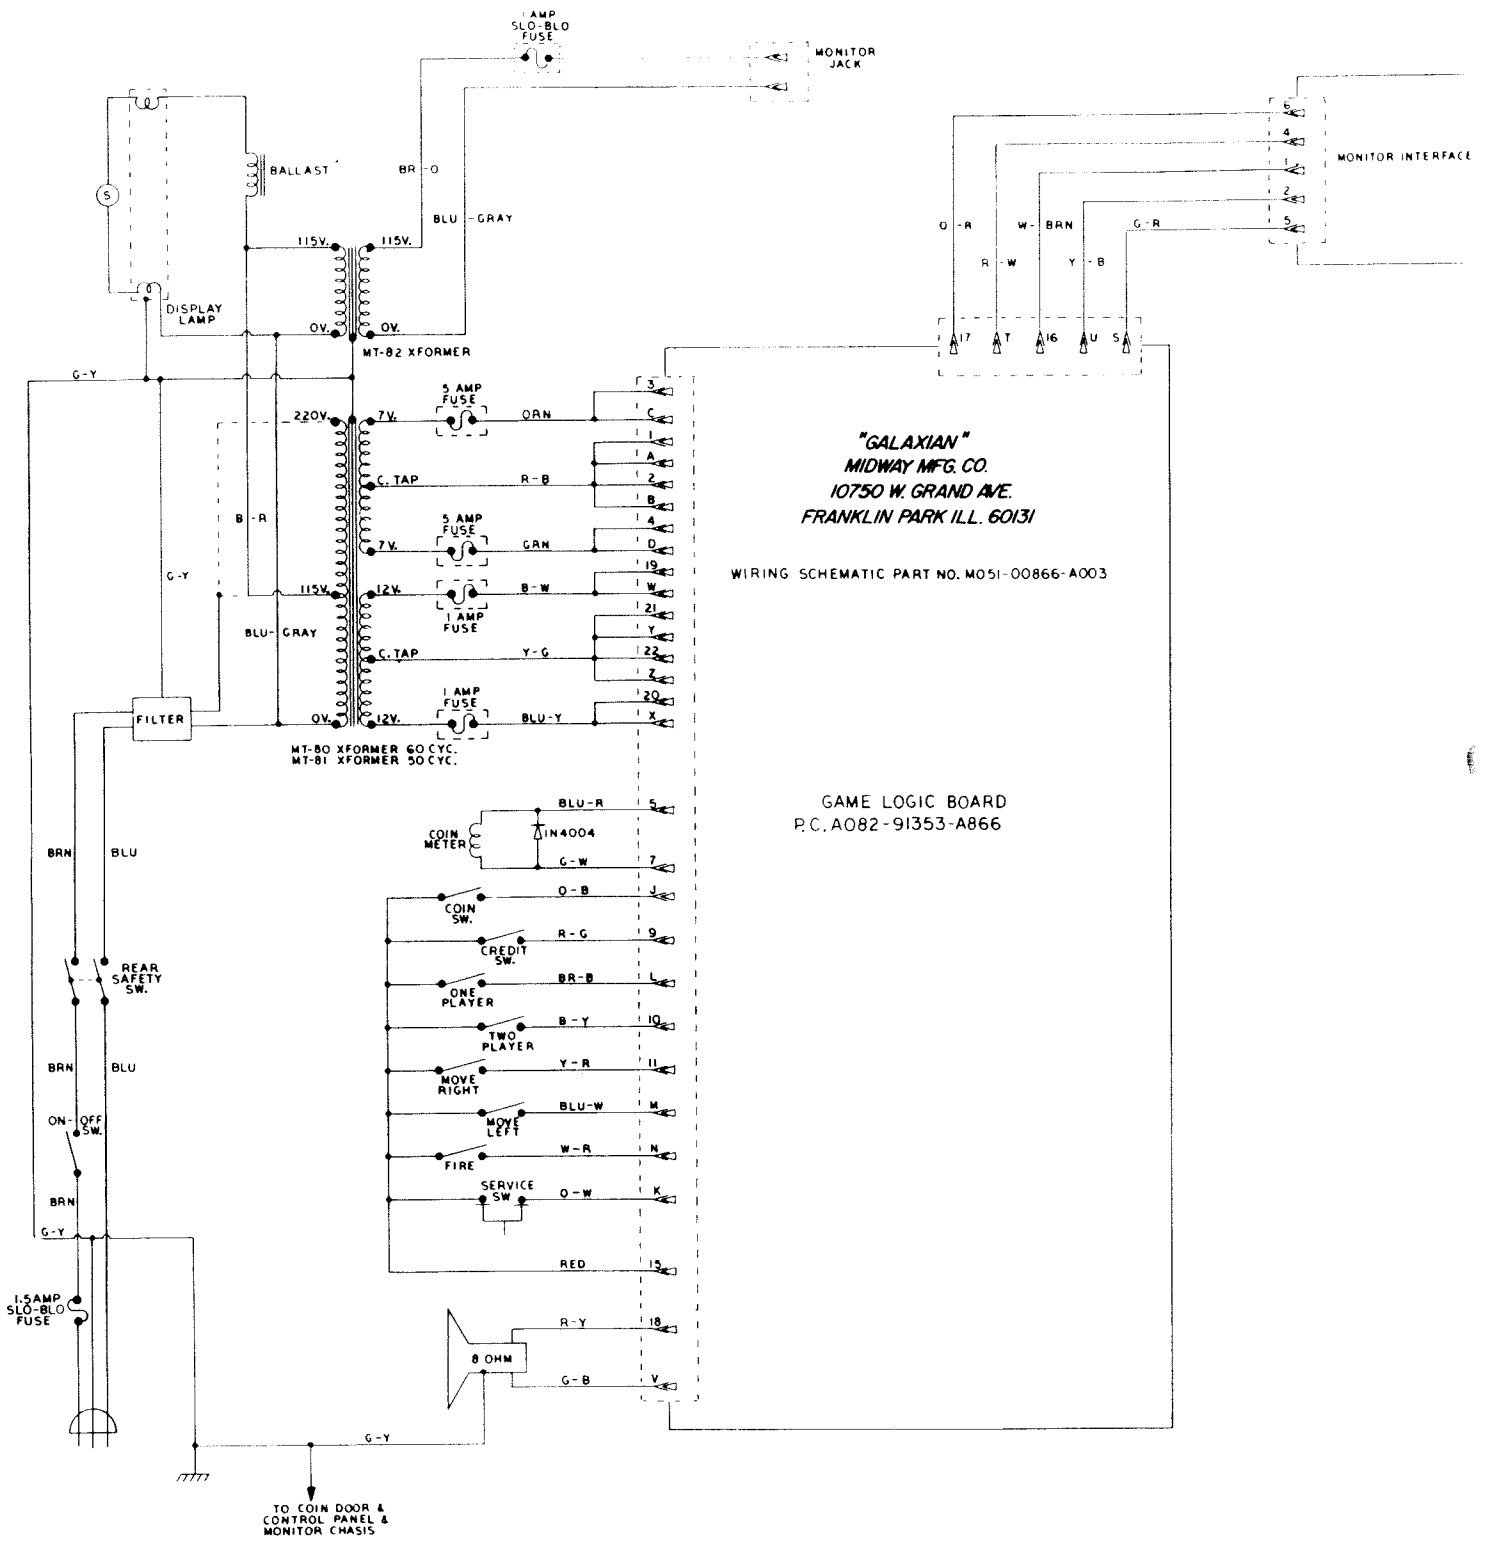 1 AMP
SLO-BLO
FUSE
MONITOR
JACK
BALLAST
BR-O
BLU-GRAY
S
115V.
115V.
0V.
0V.
DISPLAY
LAMP
MT-82 XFORMER
6
4
1
2
5
MONITOR INTERFACE
O-R
W-BRN
G-R
R-W
Y-B
17
T
16
U
S
G-Y
220V.
7V.
5 AMP
FUSE
ORN
3
C
1
A
C. TAP
R-B
2
B
4
5 AMP
FUSE
7V.
GRN
D
B-R
G-Y
19
115V.
12V.
B-W
W
1 AMP
FUSE
21
BLU-GRAY
Y
C. TAP
Y-G
22
Z
1 AMP
FUSE
20
FILTER
0V.
12V.
BLU-Y
X
MT-80 XFORMER 60 CYC.
MT-81 XFORMER 50 CYC.
"GALAXIAN"
MIDWAY MFG. CO.
10750 W. GRAND AVE.
FRANKLIN PARK ILL. 60131
WIRING SCHEMATIC PART NO. M051-00866-A003
GAME LOGIC BOARD
P.C. A082-91353-A866
BLU-R
5
COIN
METER
IN4004
G-W
7
BRN
BLU
O-B
J
COIN
SW.
R-G
9
CREDIT
SW.
REAR
SAFETY
SW.
BR-B
L
ONE
PLAYER
B-Y
10
TWO
PLAYER
BRN
BLU
Y-R
11
MOVE
RIGHT
BLU-W
M
MOVE
LEFT
ON-OFF
SW.
W-R
N
FIRE
SERVICE
SW
O-W
K
BRN
G-Y
RED
15
1.5AMP
SLO-BLO
FUSE
R-Y
18
8 OHM
G-B
V
G-Y
TO COIN DOOR &
CONTROL PANEL &
MONITOR CHASIS